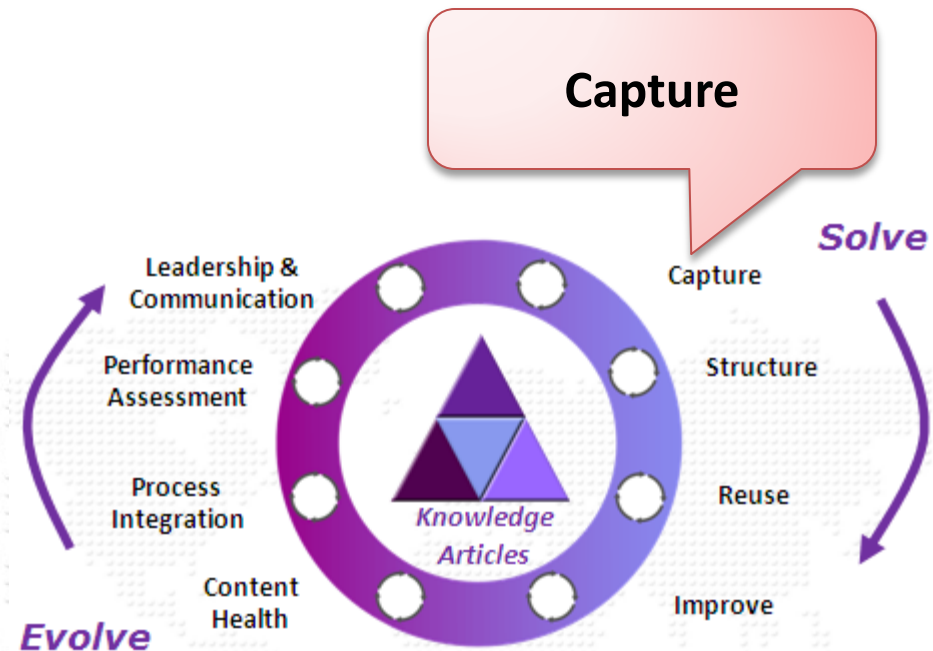 Capture
Solve
Leadership &
Communication
Capture
Performance
Assessment
Structure
Process
Integration
Reuse
Knowledge
Articles
Content
Health
Improve
Evolve